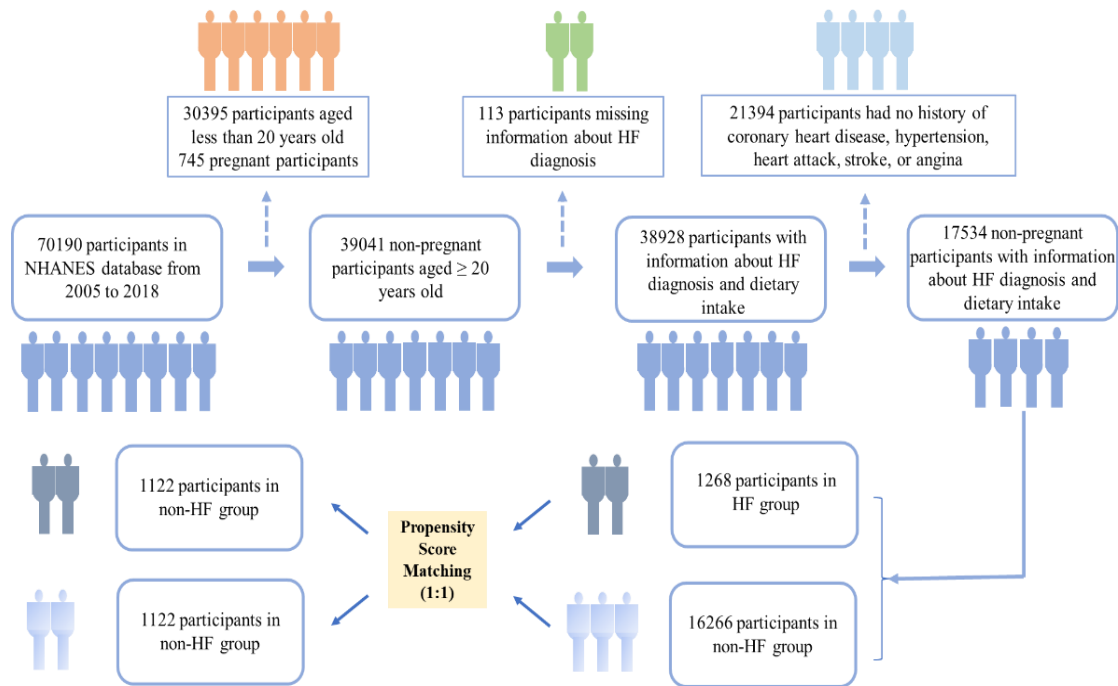 30395 participants aged
less than 20 years old
745 pregnant participants
113 participants missing
information about HF
diagnosis
21394 participants had no history of
coronary heart disease, hypertension,
heart attack, stroke, or angina
70190 participants in
NHANES database from
2005 to 2018
39041 non-pregnant
participants aged ≥ 20
years old
38928 participants with
information about HF
diagnosis and dietary
intake
17534 non-pregnant
participants with information
about HF diagnosis and
dietary intake
1122 participants in
non-HF group
Propensity
Score
Matching
(1:1)
1268 participants in
HF group
1122 participants in
non-HF group
16266 participants in
non-HF group